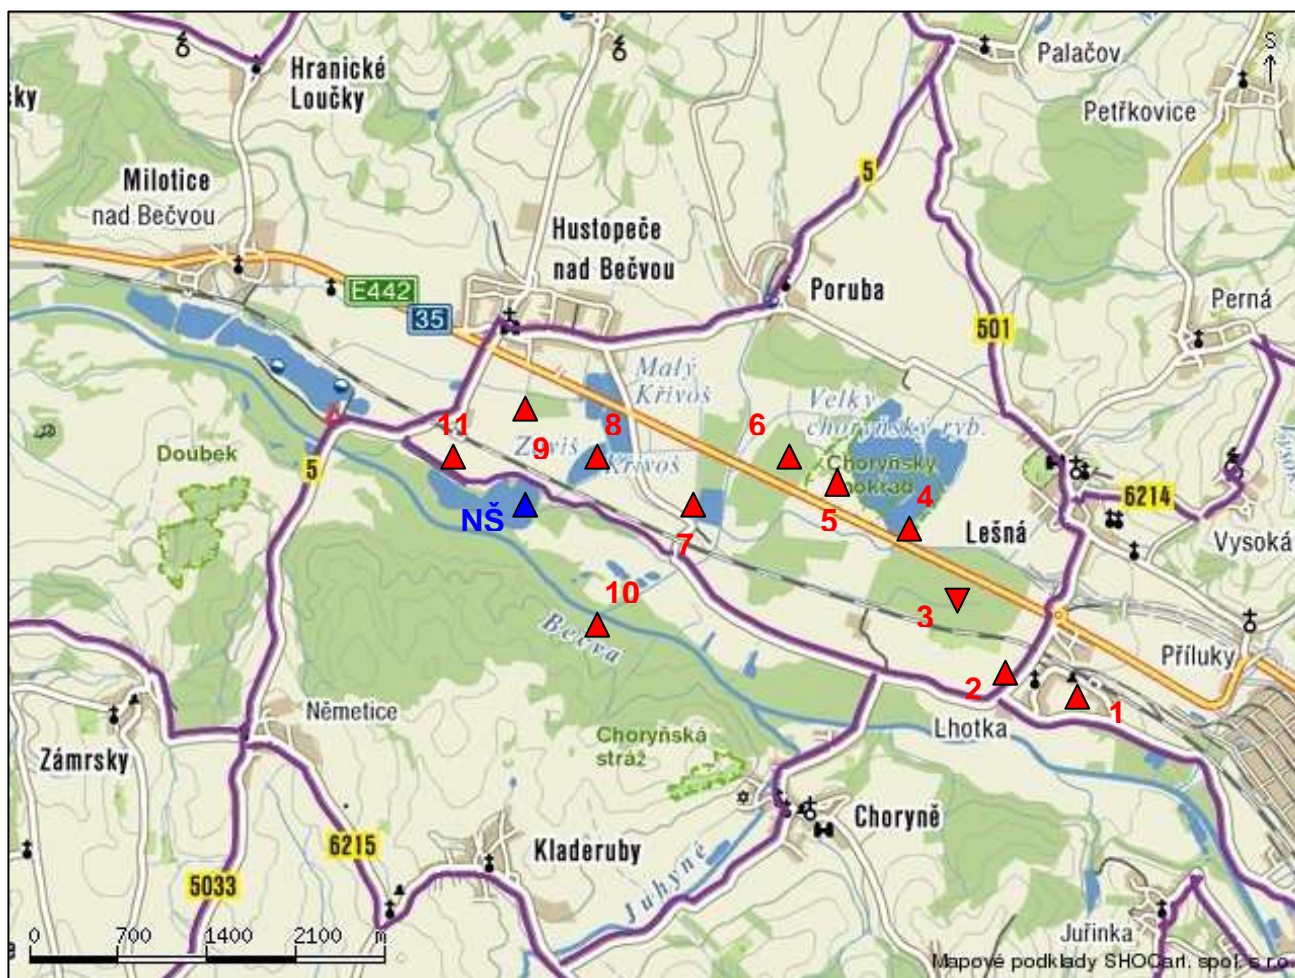 S
Hranické
Loučky
Palačov
šky
Petřkovice
Milotice
nad Bečvou
5
Hustopeče
nad Bečvou
E442
35
Poruba
Perná
501
Malý
Křivoš
Velký
choryňský ryb.
11
8
6
9
Křivoš
Choryňský
mokřad
Doubek
5
4
6214
NŠ
5
Lešná
Vysoká
7
10
3
Bečva
Příluky
2
1
Němetice
Lhotka
Zámrsky
Choryňská
stráž
Choryně
6215
Kladeruby
5033
Juhyně
Juřinka
0 700 1400 2100 m
Mapové podklady SHOCart, spol. s r.o.